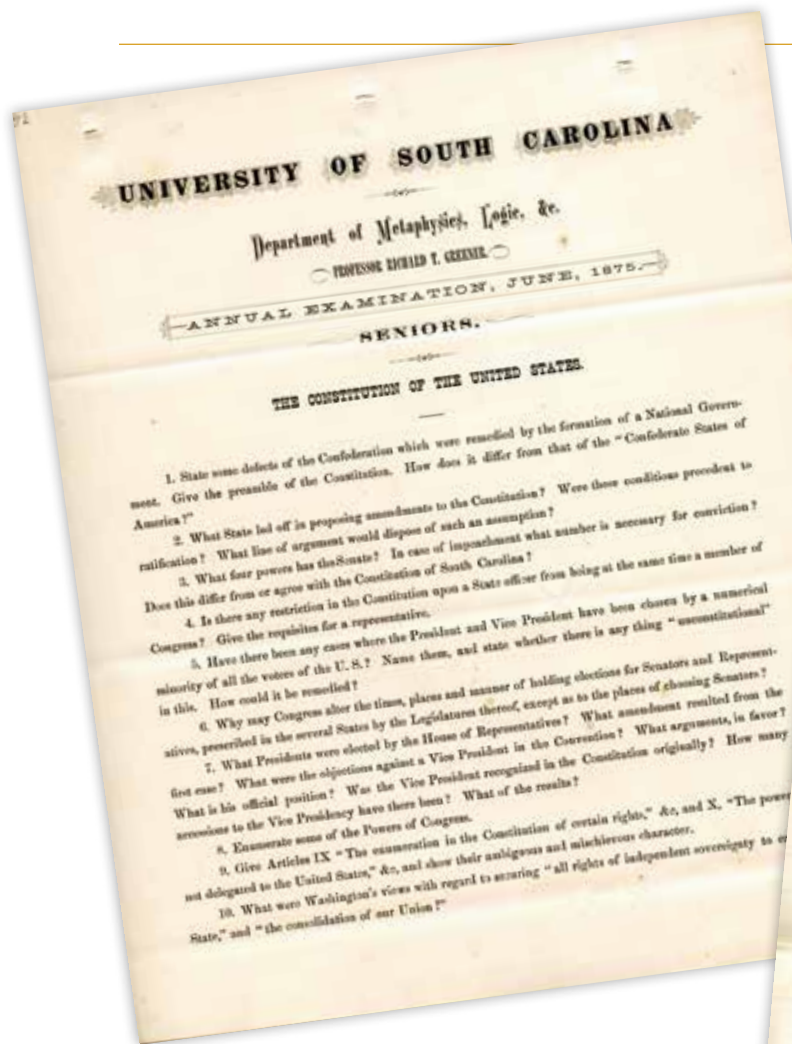 UNIVERSITY OF SOUTH CAROLINA
Department of Metaphysics, Logic, &c.
PROFESSOR RICHARD T. GREENER.
ANNUAL EXAMINATION, JUNE, 1875.
SENIORS.
THE CONSTITUTION OF THE UNITED STATES.
1. State some defects of the Confederation which were remedied by the formation of a National Govern-
ment. Give the preamble of the Constitution. How does it differ from that of the "Confederate States of
America?"
2. What State led off in proposing amendments to the Constitution? Were these conditions precedent to
ratification? What line of argument would dispose of such an assumption?
3. What four powers has the Senate? In case of impeachment what number is necessary for conviction?
Does this differ from or agree with the Constitution of South Carolina?
4. Is there any restriction in the Constitution upon a State officer from being at the same time a member of
Congress? Give the requisites for a representative.
5. Have there been any cases where the President and Vice President have been chosen by a numerical
minority of all the voters of the U. S.? Name them, and state whether there is any thing "unconstitutional"
in this. How could it be remedied?
6. Why may Congress alter the times, places and manner of holding elections for Senators and Represent-
atives, prescribed in the several States by the Legislatures thereof, except as to the places of choosing Senators?
7. What Presidents were elected by the House of Representatives? What amendment resulted from the
first case? What were the objections against a Vice President in the Convention? What arguments, in favor?
What is his official position? Was the Vice President recognized in the Constitution originally? How many
accessions to the Vice Presidency have there been? What of the results?
8. Enumerate some of the Powers of Congress.
9. Give Articles IX "The enumeration in the Constitution of certain rights," &c, and X, "The power
not delegated to the United States," &c, and show their ambiguous and mischievous character.
10. What were Washington's views with regard to securing "all rights of independent sovereignty to
State," and "the consolidation of our Union?"